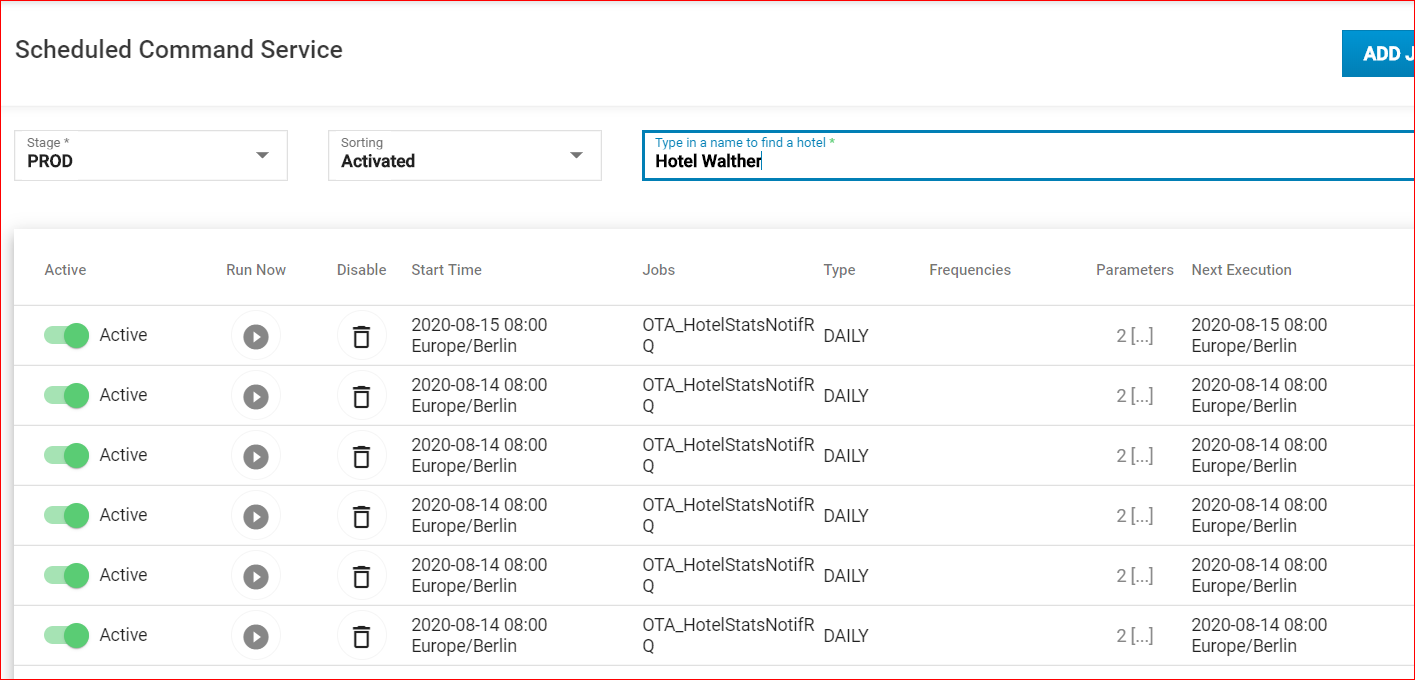 Scheduled Command Service
ADD J
Stage *
PROD
Sorting
Activated
Type in a name to find a hotel *
Hotel Walther
Active Run Now Disable Start Time Jobs Type Frequencies Parameters Next Execution
Active 2020-08-15 08:00 Europe/Berlin OTA_HotelStatsNotifR Q DAILY 2 [...] 2020-08-15 08:00 Europe/Berlin
Active 2020-08-14 08:00 Europe/Berlin OTA_HotelStatsNotifR Q DAILY 2 [...] 2020-08-14 08:00 Europe/Berlin
Active 2020-08-14 08:00 Europe/Berlin OTA_HotelStatsNotifR Q DAILY 2 [...] 2020-08-14 08:00 Europe/Berlin
Active 2020-08-14 08:00 Europe/Berlin OTA_HotelStatsNotifR Q DAILY 2 [...] 2020-08-14 08:00 Europe/Berlin
Active 2020-08-14 08:00 Europe/Berlin OTA_HotelStatsNotifR Q DAILY 2 [...] 2020-08-14 08:00 Europe/Berlin
Active 2020-08-14 08:00 Europe/Berlin OTA_HotelStatsNotifR Q DAILY 2 [...] 2020-08-14 08:00 Europe/Berlin